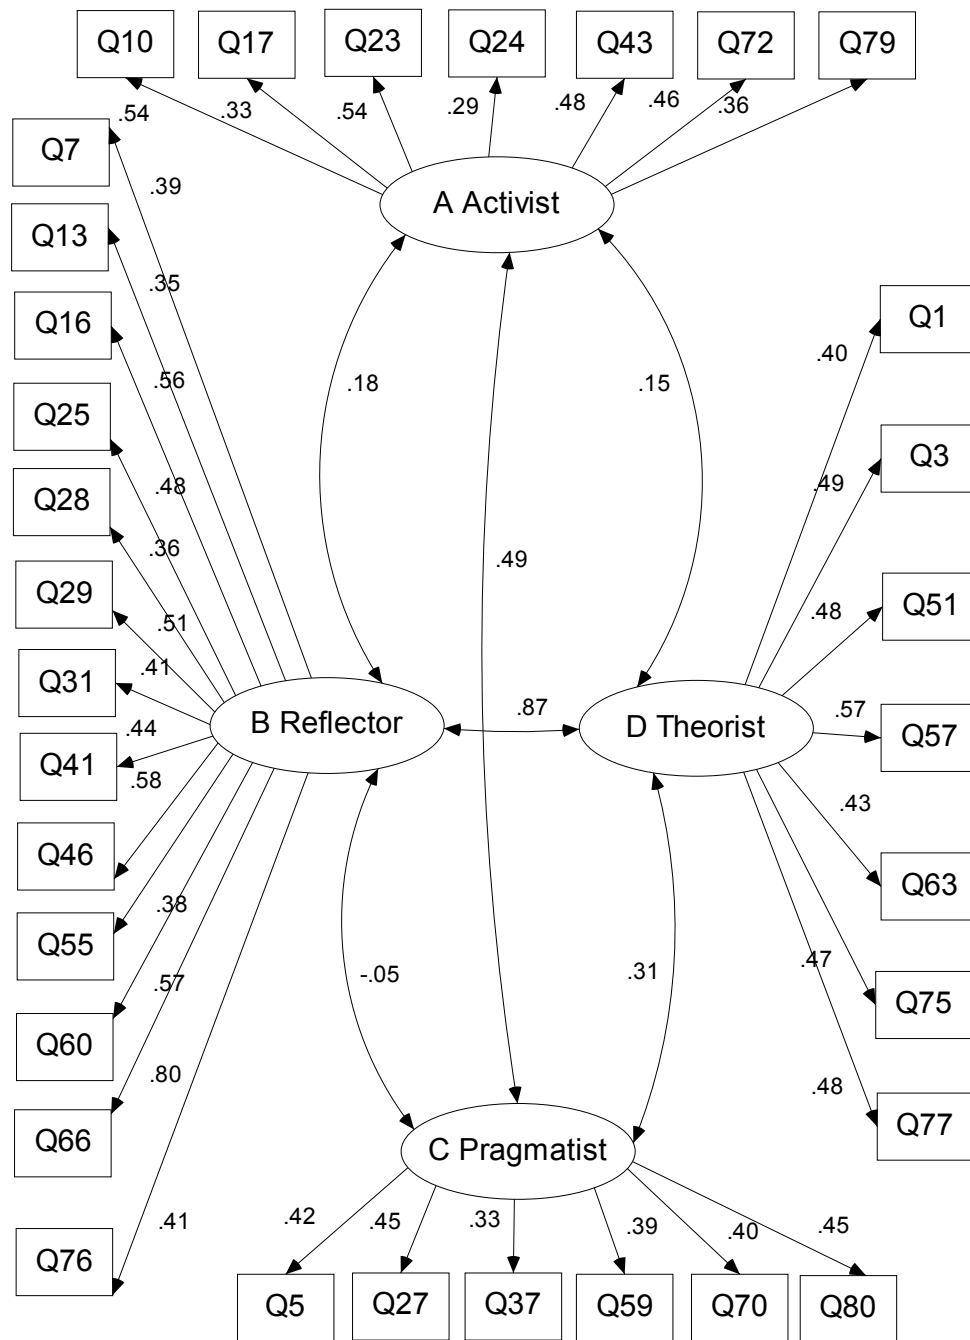 Q10 Q17 Q23 Q24 Q43 Q72 Q79
.54 .33 .54 .29 .48 .46 .36
Q7
.39
A Activist
Q13
.35
Q16
Q1
.56
.18
.15
.40
Q25
Q3
.48
.49
Q28
.36
.49
Q29
.51
.48
Q51
.41
Q31
.44
B Reflector
.87
D Theorist
.57
Q57
Q41
.58
.43
Q46
Q63
.38
Q55
-.05
.31
.47
.57
Q75
Q60
.80
.48
Q66
Q77
C Pragmatist
.41
.42 .45 .33 .39 .40 .45
Q76
Q5 Q27 Q37 Q59 Q70 Q80